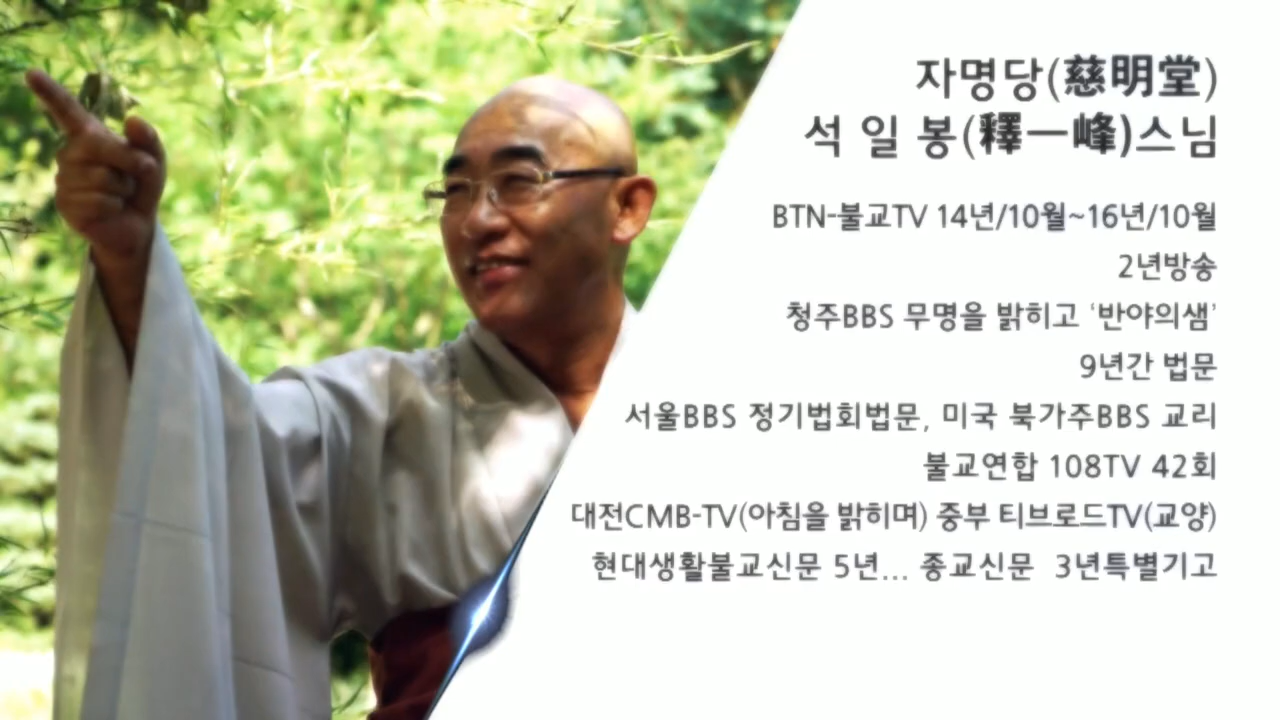 자명당(慈明堂)
석 일 봉(釋一峰)스님
BTN-불교TV 14년/10월~16년/10월
2년방송
청주BBS 무명을 밝히고 '반야의샘'
9년간 법문
서울BBS 정기법회법문, 미국 북가주BBS 교리
불교연합 108TV 42회
대전CMB-TV(아침을 밝히며) 중부 티브로드TV(교양)
현대생활불교신문 5년... 종교신문 3년특별기고